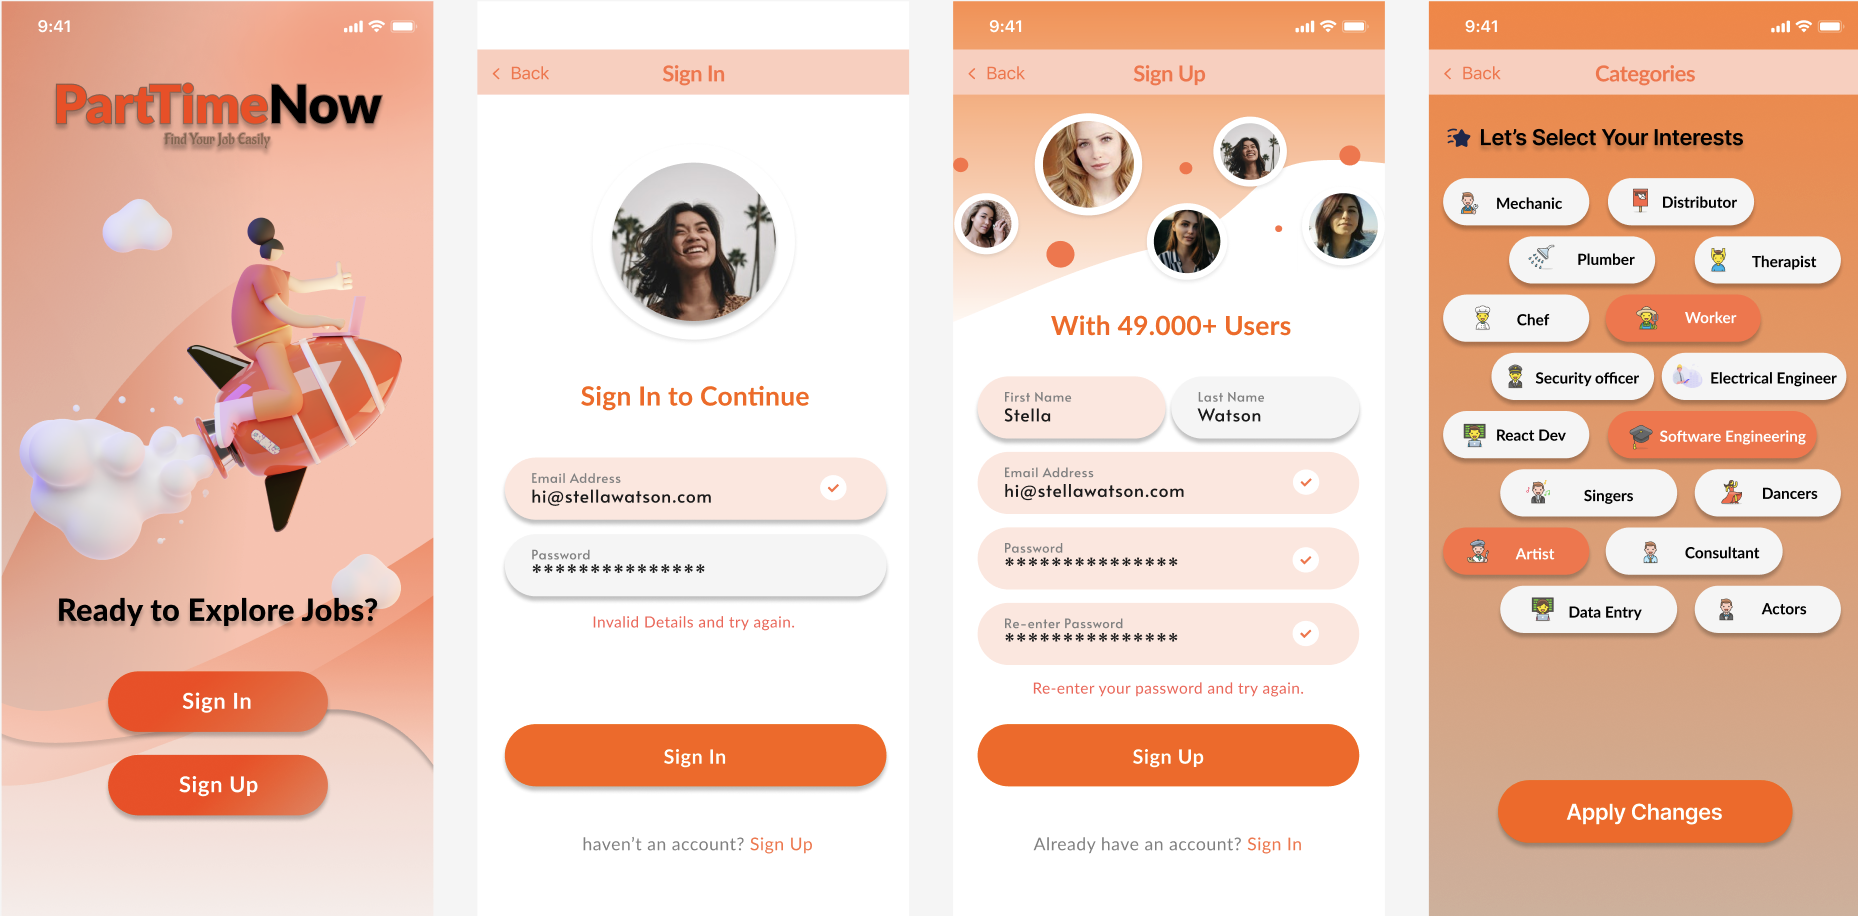 9:41
PartTimeNow
Find Your Job Easily
Ready to Explore Jobs?
Sign In
Sign Up
Back
Sign In
Sign In to Continue
Email Address
hi@stellawatson.com
Password
***************
Invalid Details and try again.
Sign In
haven't an account? Sign Up
9:41
Back
Sign Up
With 49.000+ Users
First Name
Stella
Last Name
Watson
Email Address
hi@stellawatson.com
Password
***************
Re-enter Password
***************
Re-enter your password and try again.
Sign Up
Already have an account? Sign In
9:41
Back
Categories
Let's Select Your Interests
Mechanic
Distributor
Plumber
Therapist
Chef
Worker
Security officer
Electrical Engineer
React Dev
Software Engineering
Singers
Dancers
Artist
Consultant
Data Entry
Actors
Apply Changes